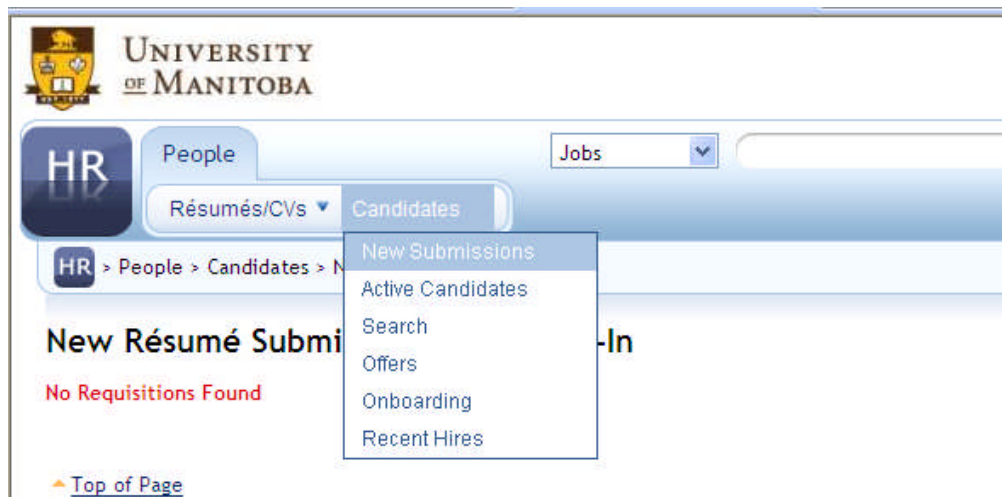 UNIVERSITY
OF MANITOBA
HR
People
Jobs
Résumés/CVs
Candidates
HR > People > Candidates > N
New Submissions
Active Candidates
Search
Offers
Onboarding
Recent Hires
New Résumé Submi -In
No Requisitions Found
Top of Page